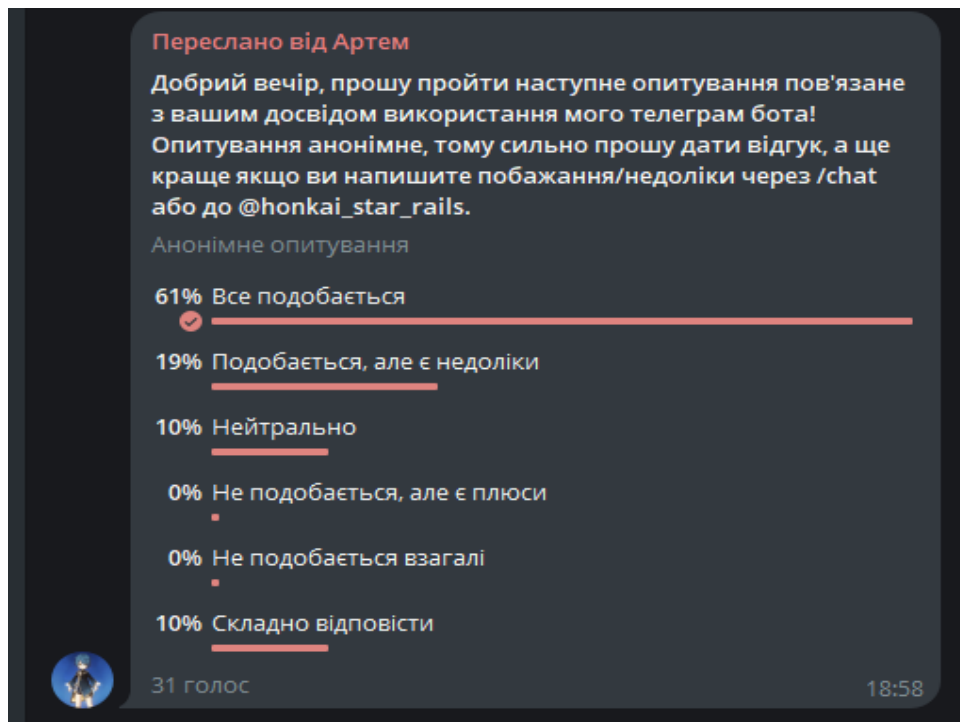 Переслано від Артем
Добрий вечір, прошу пройти наступне опитування пов'язане
з вашим досвідом використання мого телеграм бота!
Опитування анонімне, тому сильно прошу дати відгук, а ще
краще якщо ви напишите побажання/недоліки через /chat
або до @honkai_star_rails.
Анонімне опитування
61% Все подобається
19% Подобається, але є недоліки
10% Нейтрально
0% Не подобається, але є плюси
0% Не подобається взагалі
10% Складно відповісти
31 голос
18:58